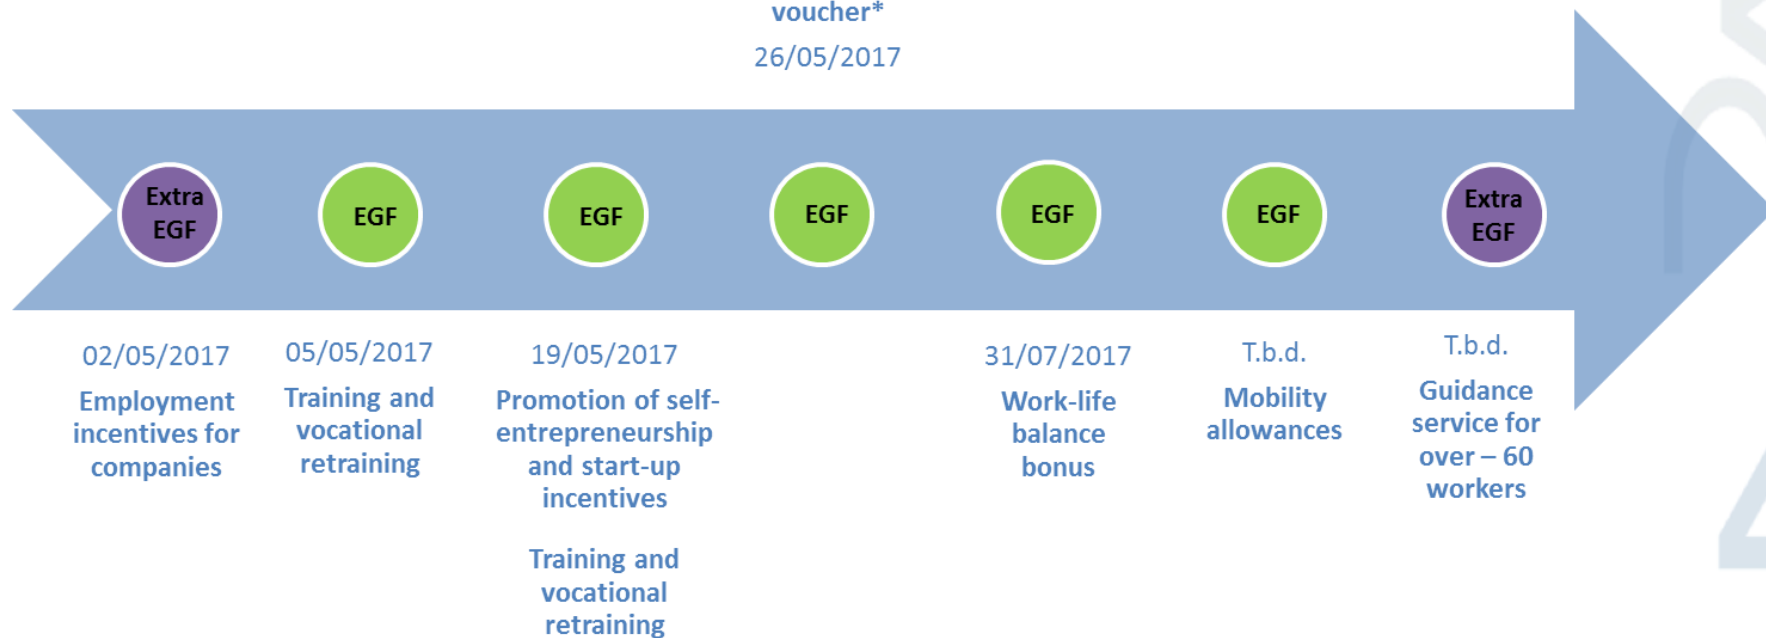 voucher*
26/05/2017
Extra
EGF
EGF
EGF
EGF
EGF
EGF
Extra
EGF
02/05/2017
Employment
incentives for
companies
05/05/2017
Training and
vocational
retraining
19/05/2017
Promotion of self-
entrepreneurship
and start-up
incentives
Training and
vocational
retraining
31/07/2017
Work-life
balance
bonus
T.b.d.
Mobility
allowances
T.b.d.
Guidance
service for
over – 60
workers